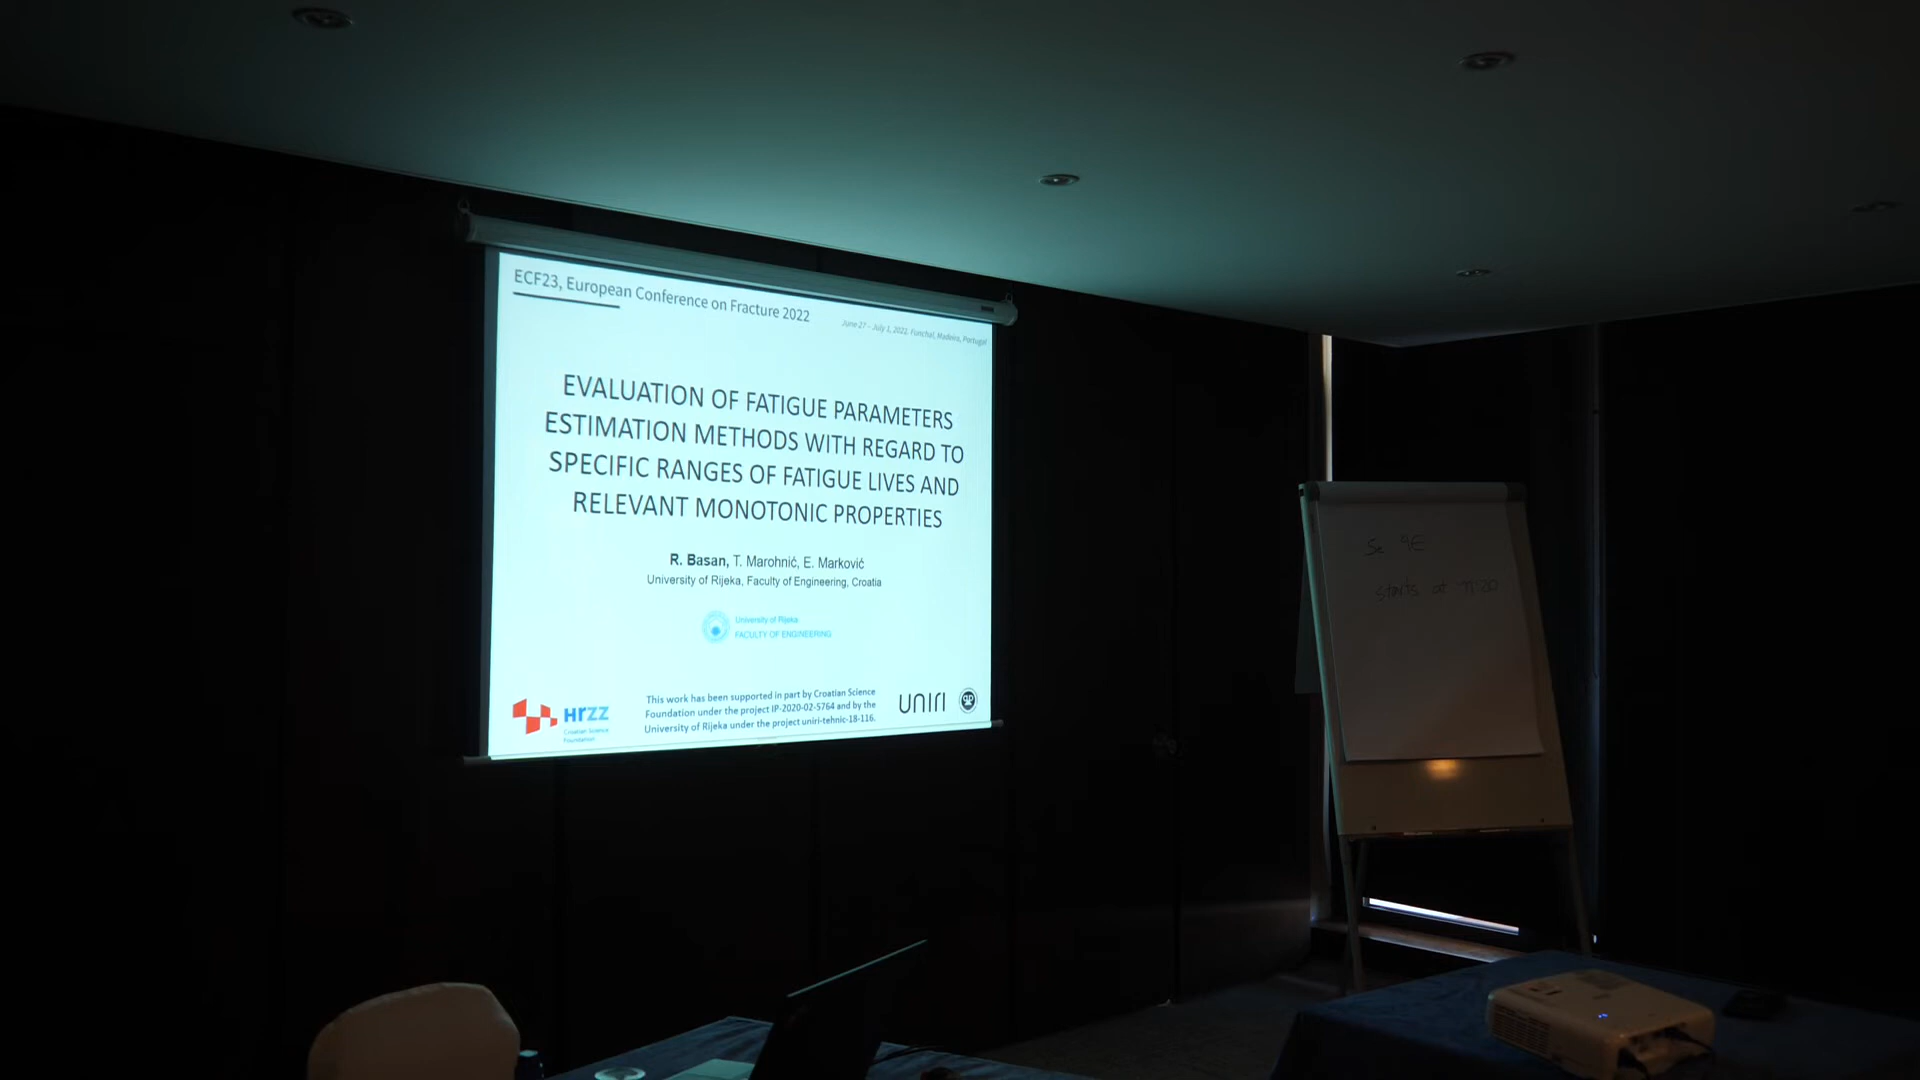 ECF23, European Conference on Fracture 2022
June 27 – July 1, 2022. Funchal, Madeira, Portugal
EVALUATION OF FATIGUE PARAMETERS
ESTIMATION METHODS WITH REGARD TO
SPECIFIC RANGES OF FATIGUE LIVES AND
RELEVANT MONOTONIC PROPERTIES
R. Basan, T. Marohnić, E. Marković
University of Rijeka, Faculty of Engineering, Croatia
University of Rijeka
FACULTY OF ENGINEERING
HRZZ
Croatian Science
Foundation
This work has been supported in part by Croatian Science
Foundation under the project IP-2020-02-5764 and by the
University of Rijeka under the project uniri-tehnic-18-116.
UNIRI
9E
starts at